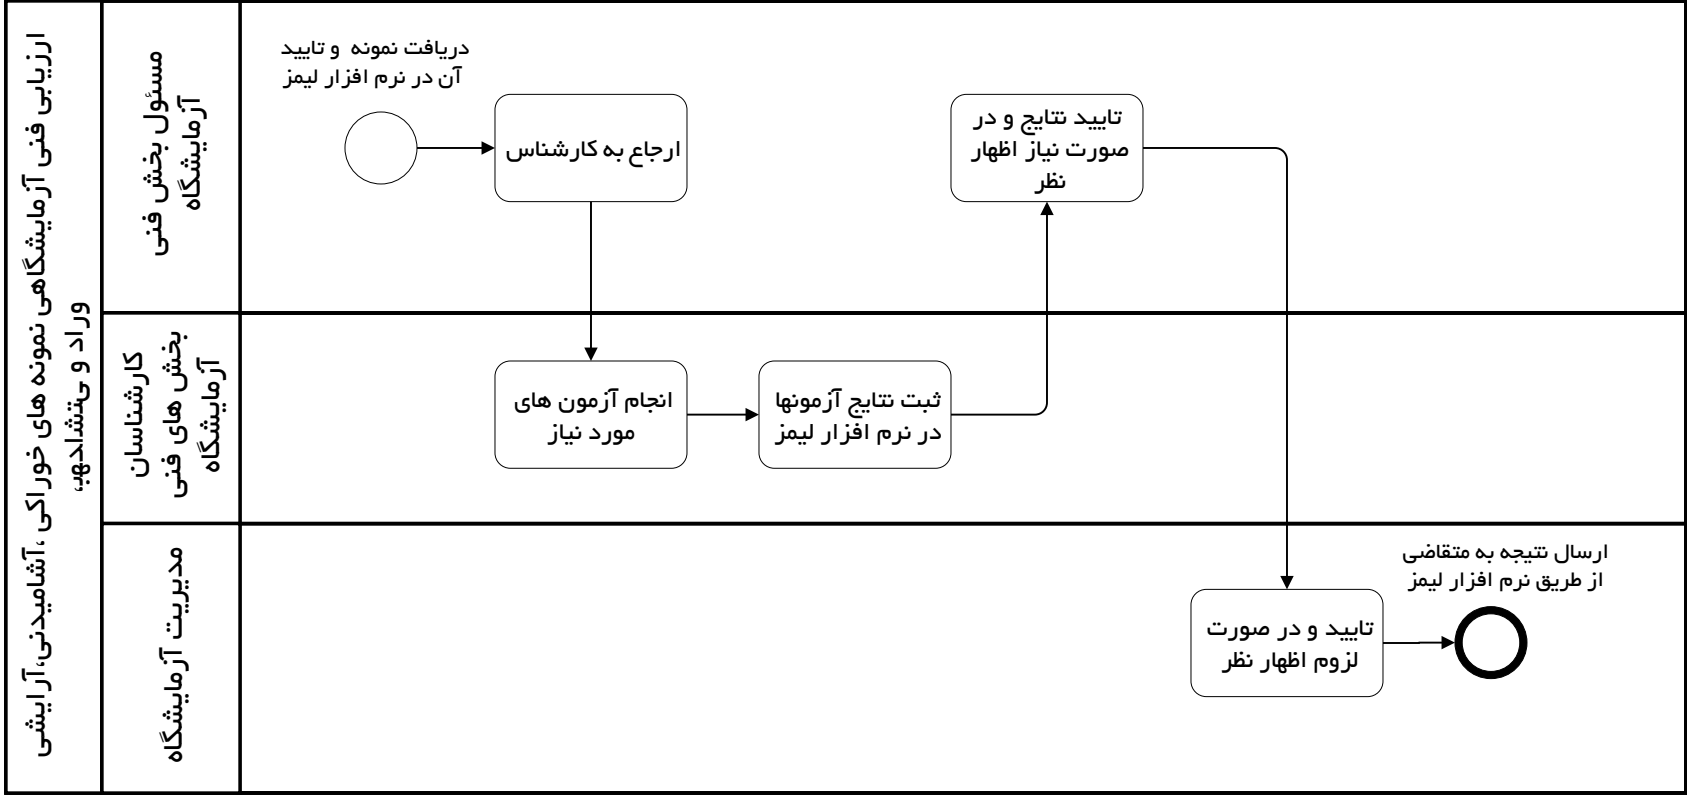 ارزیابی فنی آزمایشگاهی نمونه های خوراکی ،آشامیدنی،آرایشی
مسئول بخش فنی
آزمایشگاه
دریافت نمونه و تایید
آن در نرم افزار لیمز
ارجاع به کارشناس
تایید نتایج و در
صورت نیاز اظهار
نظر
کارشناسان
بخش های فنی
آزمایشگاه
انجام آزمون های
مورد نیاز
ثبت نتایج آزمونها
در نرم افزار لیمز
مدیریت آزمایشگاه
تایید و در صورت
لزوم اظهار نظر
ارسال نتیجه به متقاضی
از طریق نرم افزار لیمز